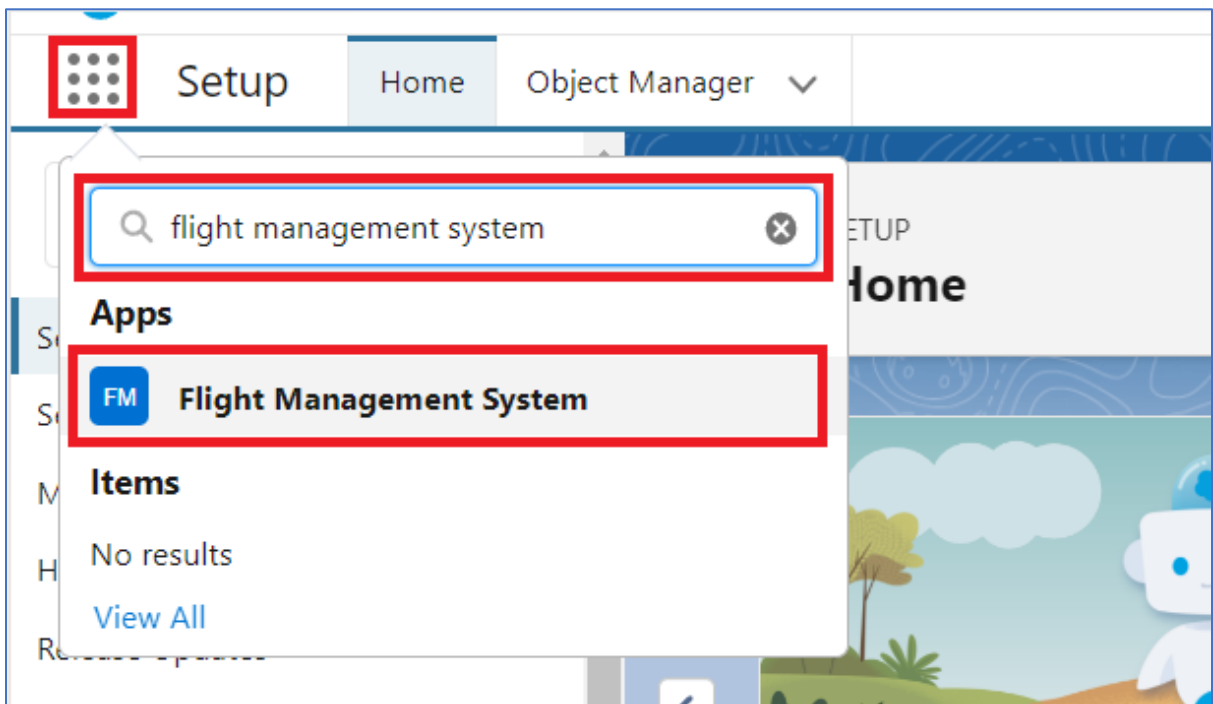 Setup Home Object Manager
flight management system
ETUP
Home
Apps
FM Flight Management System
Items
No results
View All